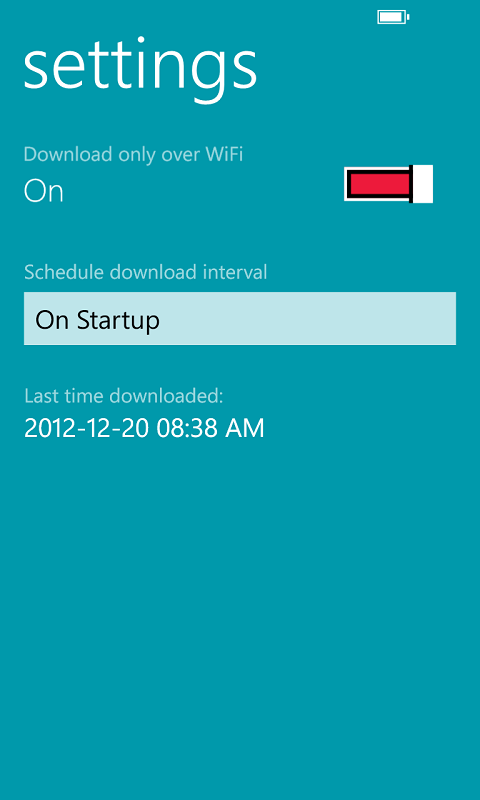 settings
Download only over WiFi
On
Schedule download interval
On Startup
Last time downloaded:
2012-12-20 08:38 AM